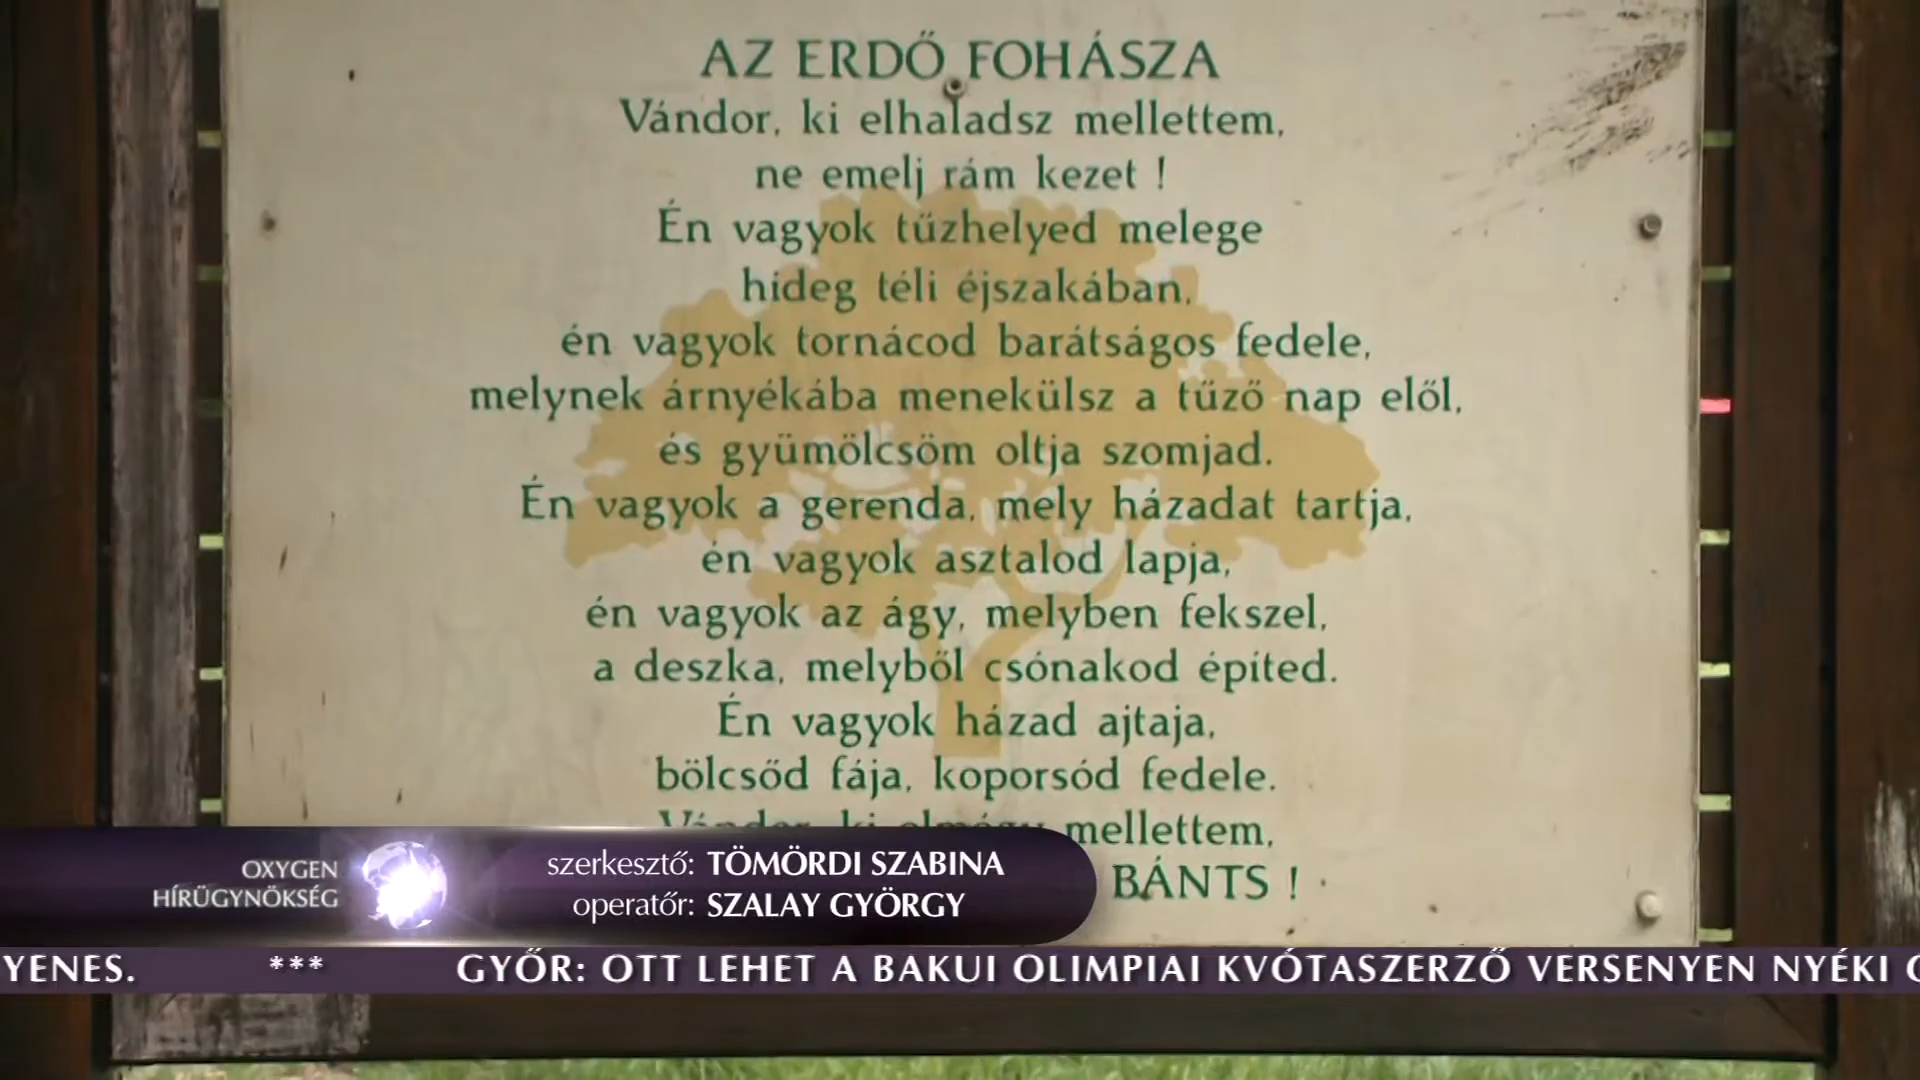 AZ ERDŐ FOHÁSZA
Vándor, ki elhaladsz mellettem,
ne emelj rám kezet !
Én vagyok tűzhelyed melege
hideg téli éjszakában,
én vagyok tornácod barátságos fedele,
melynek árnyékába menekülsz a tűző nap elől,
és gyümölcsöm oltja szomjad.
Én vagyok a gerenda, mely házadat tartja,
én vagyok asztalod lapja,
én vagyok az ágy, melyben fekszel,
a deszka, melyből csónakod építed.
Én vagyok házad ajtaja,
bölcsőd fája, koporsód fedele.
Vándor, ki elmégy mellettem,
BÁNTS !
OXYGEN
HÍRÜGYNÖKSÉG
szerkesztő: TÖMÖRDI SZABINA
operatőr: SZALAY GYÖRGY
YENES. *** GYŐR: OTT LEHET A BAKUI OLIMPIAI KVÓTASZERZŐ VERSENYEN NYÉKI